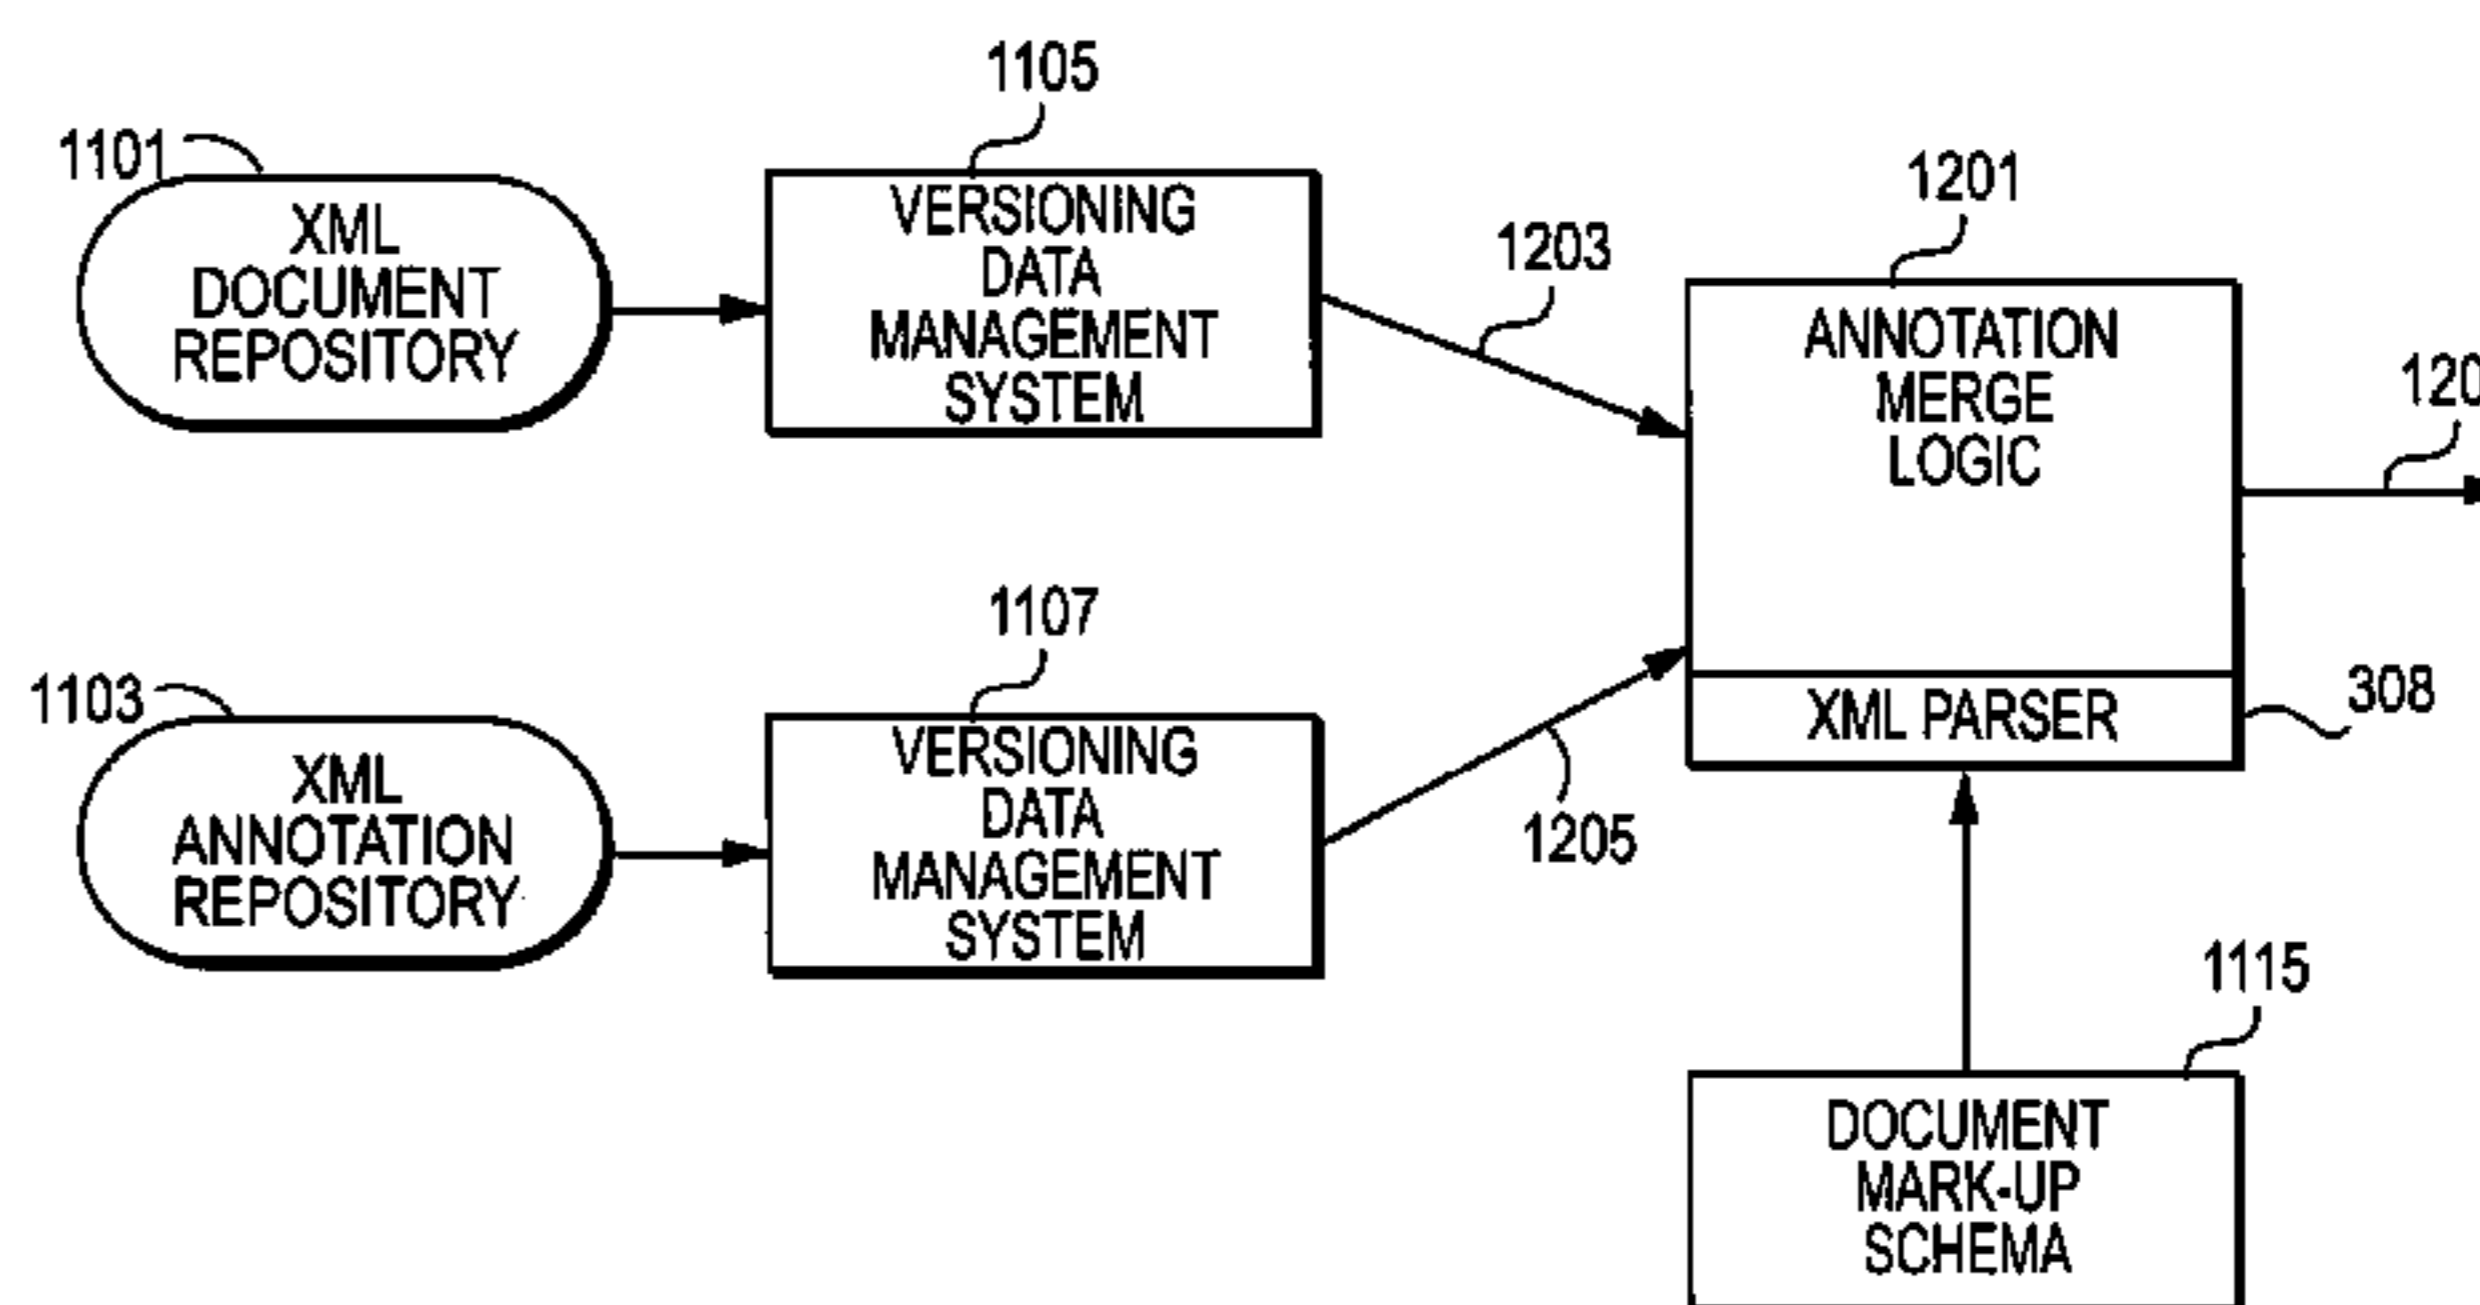 1105
1101
XML
DOCUMENT
REPOSITORY
VERSIONING
DATA
MANAGEMENT
SYSTEM
1203
1201
ANNOTATION
MERGE
LOGIC
XML PARSER
308
1103
XML
ANNOTATION
REPOSITORY
1107
VERSIONING
DATA
MANAGEMENT
SYSTEM
1205
1115
DOCUMENT
MARK-UP
SCHEMA